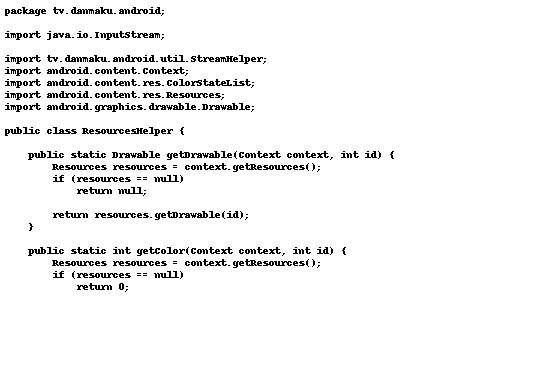 package tv.danmaku.android;

import java.io.InputStream;

import tv.danmaku.android.util.StreamHelper;
import android.content.Context;
import android.content.res.ColorStateList;
import android.content.res.Resources;
import android.graphics.drawable.Drawable;

public class ResourcesHelper {

    public static Drawable getDrawable(Context context, int id) {
        Resources resources = context.getResources();
        if (resources == null)
            return null;

        return resources.getDrawable(id);
    }

    public static int getColor(Context context, int id) {
        Resources resources = context.getResources();
        if (resources == null)
            return 0;